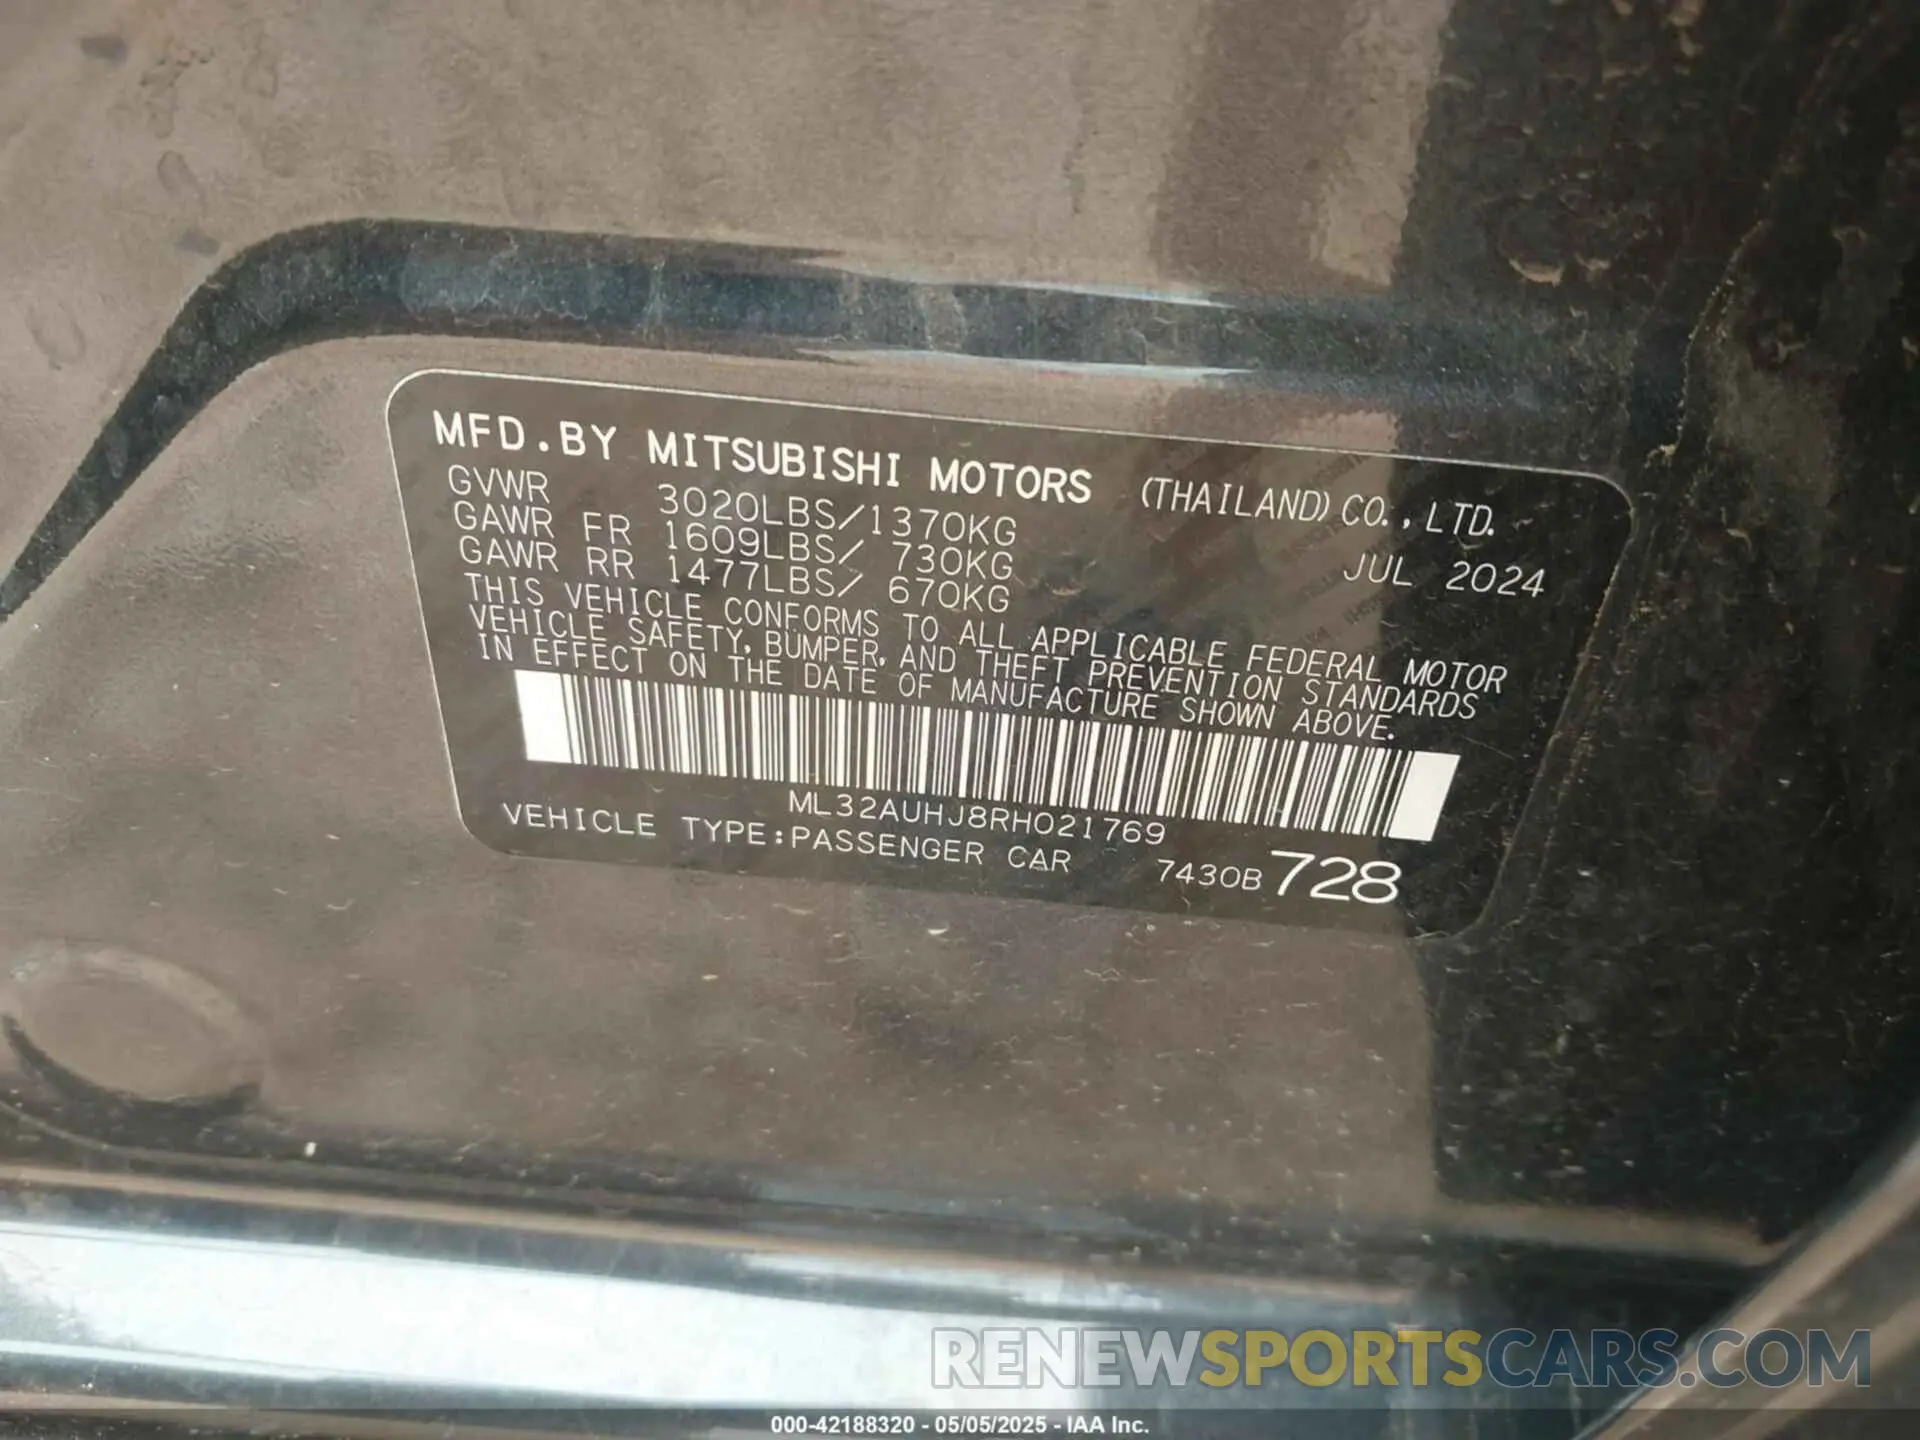 MFD.BY MITSUBISHI MOTORS (THAILAND) CO.,LTD.
GVWR 3020LBS/1370KG
GAWR FR 1609LBS/ 730KG JUL 2024
GAWR RR 1477LBS/ 670KG
THIS VEHICLE CONFORMS TO ALL APPLICABLE FEDERAL MOTOR
VEHICLE SAFETY, BUMPER, AND THEFT PREVENTION STANDARDS
IN EFFECT ON THE DATE OF MANUFACTURE SHOWN ABOVE.
ML32AUHJ8RH021769
VEHICLE TYPE:PASSENGER CAR 7430B 728
RENEWSPORTSCARS.COM
000-42188320 - 05/05/2025 - IAA Inc.